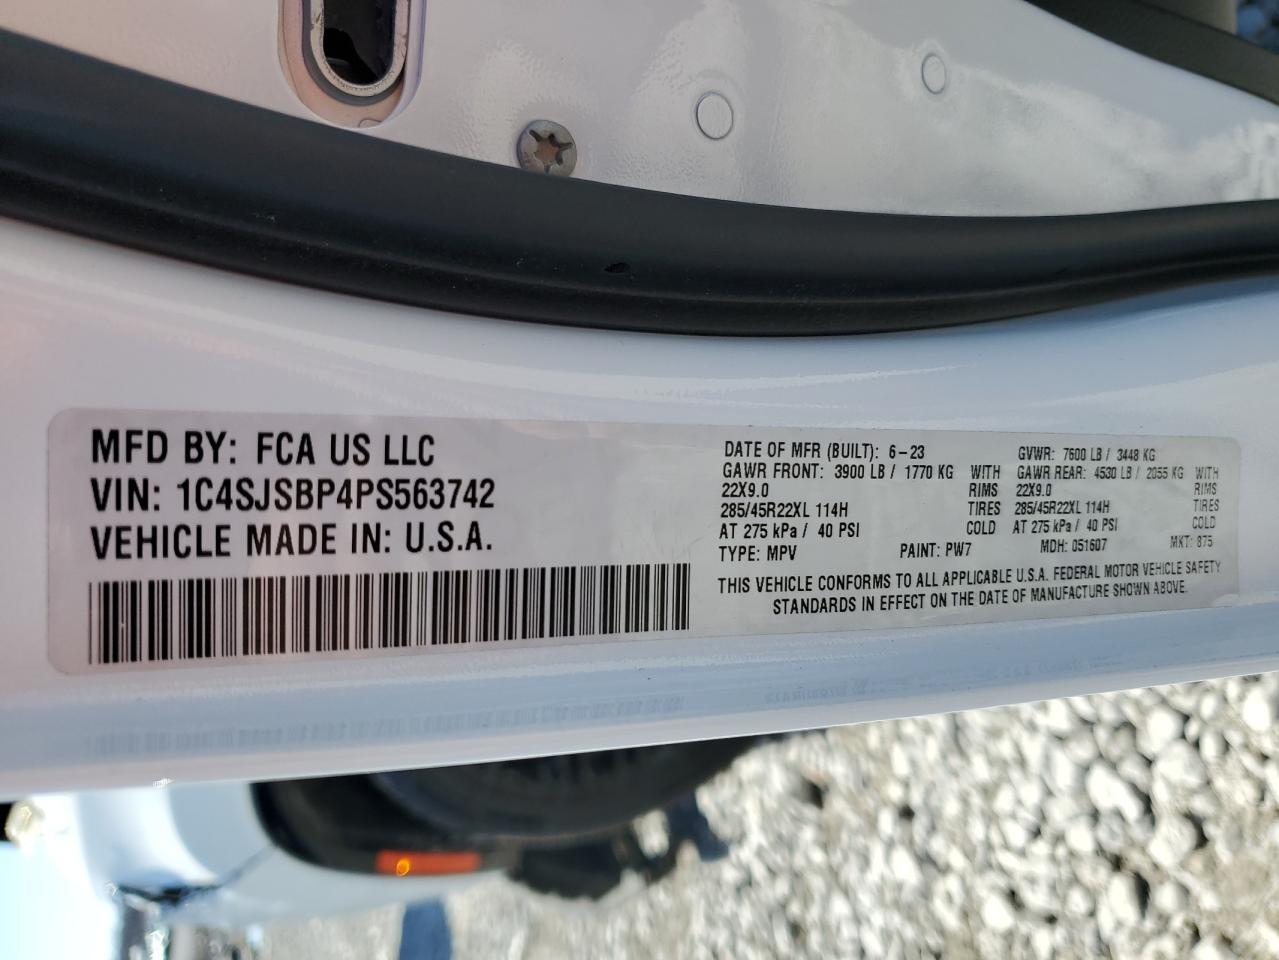 MFD BY: FCA US LLC
VIN: 1C4SJSBP4PS563742
VEHICLE MADE IN: U.S.A.
DATE OF MFR (BUILT): 6-23 GVWR: 7600 LB / 3448 KG
GAWR FRONT: 3900 LB / 1770 KG WITH GAWR REAR: 4530 LB / 2055 KG WITH
22X9.0 RIMS 22X9.0 RIMS
285/45R22XL 114H TIRES 285/45R22XL 114H TIRES
AT 275 kPa / 40 PSI COLD AT 275 kPa / 40 PSI COLD
TYPE: MPV PAINT: PW7 MDH: 051607 MKT: 875
THIS VEHICLE CONFORMS TO ALL APPLICABLE U.S.A. FEDERAL MOTOR VEHICLE SAFETY
STANDARDS IN EFFECT ON THE DATE OF MANUFACTURE SHOWN ABOVE.